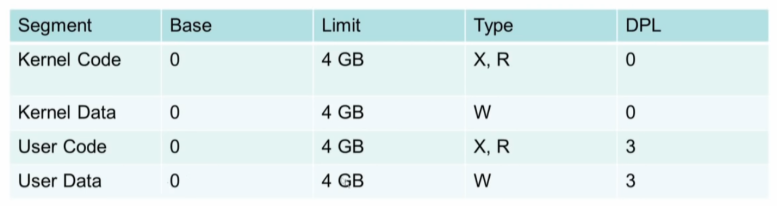 Segment Base Limit Type DPL
Kernel Code 0 4 GB X, R 0
Kernel Data 0 4 GB W 0
User Code 0 4 GB X, R 3
User Data 0 4 GB W 3